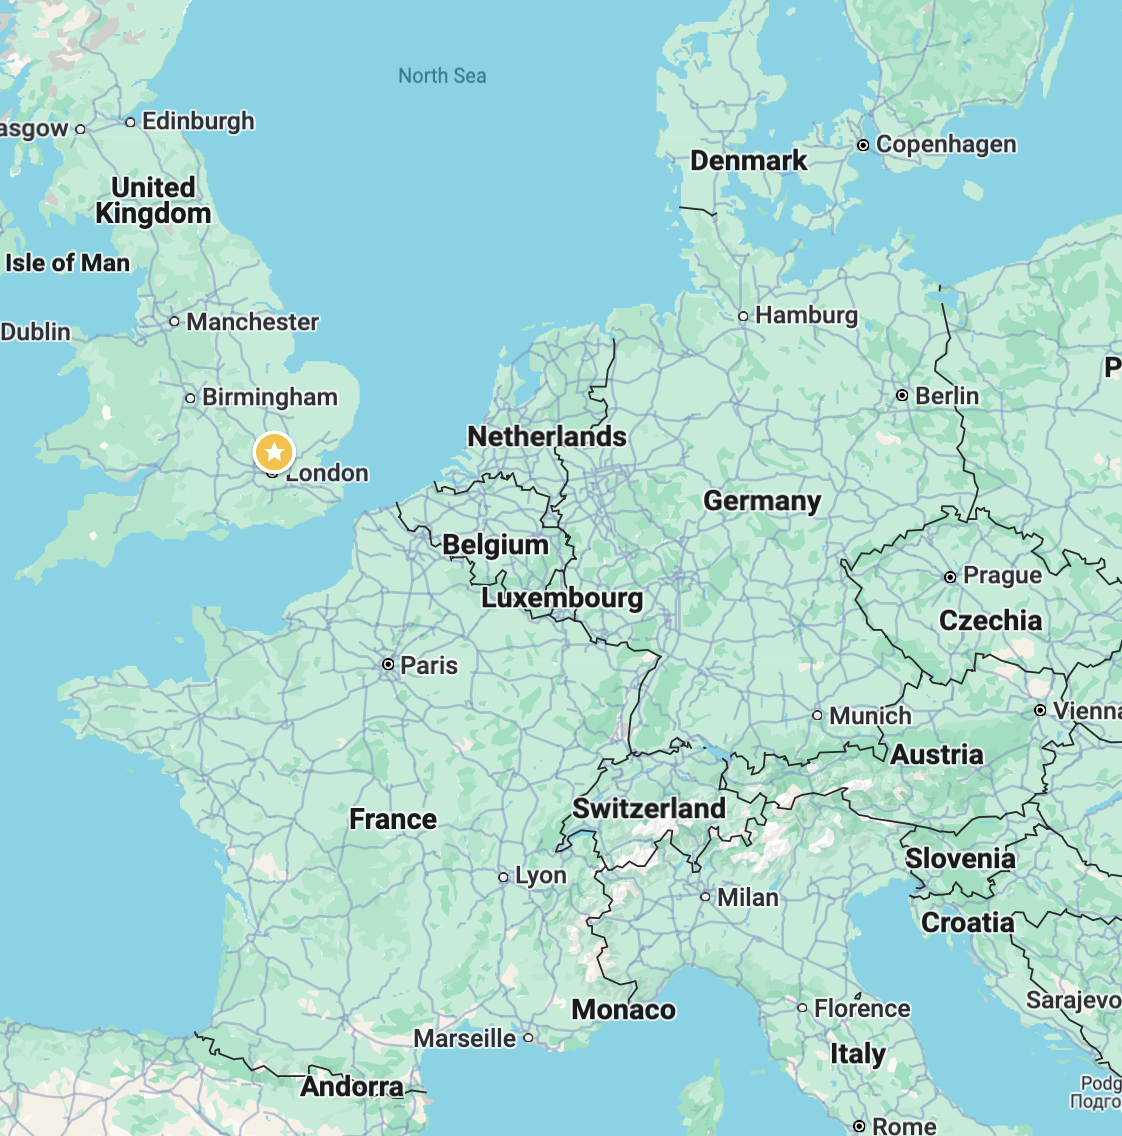 North Sea
asgow
Edinburgh
Copenhagen
Denmark
United
Kingdom
Isle of Man
Dublin
Manchester
Hamburg
P
Birmingham
Berlin
Netherlands
London
Germany
Belgium
Prague
Luxembourg
Czechia
Paris
Munich
Vienna
Austria
Switzerland
France
Slovenia
Lyon
Milan
Croatia
Sarajevo
Monaco
Florence
Marseille
Italy
Andorra
Podg
Подго
Rome